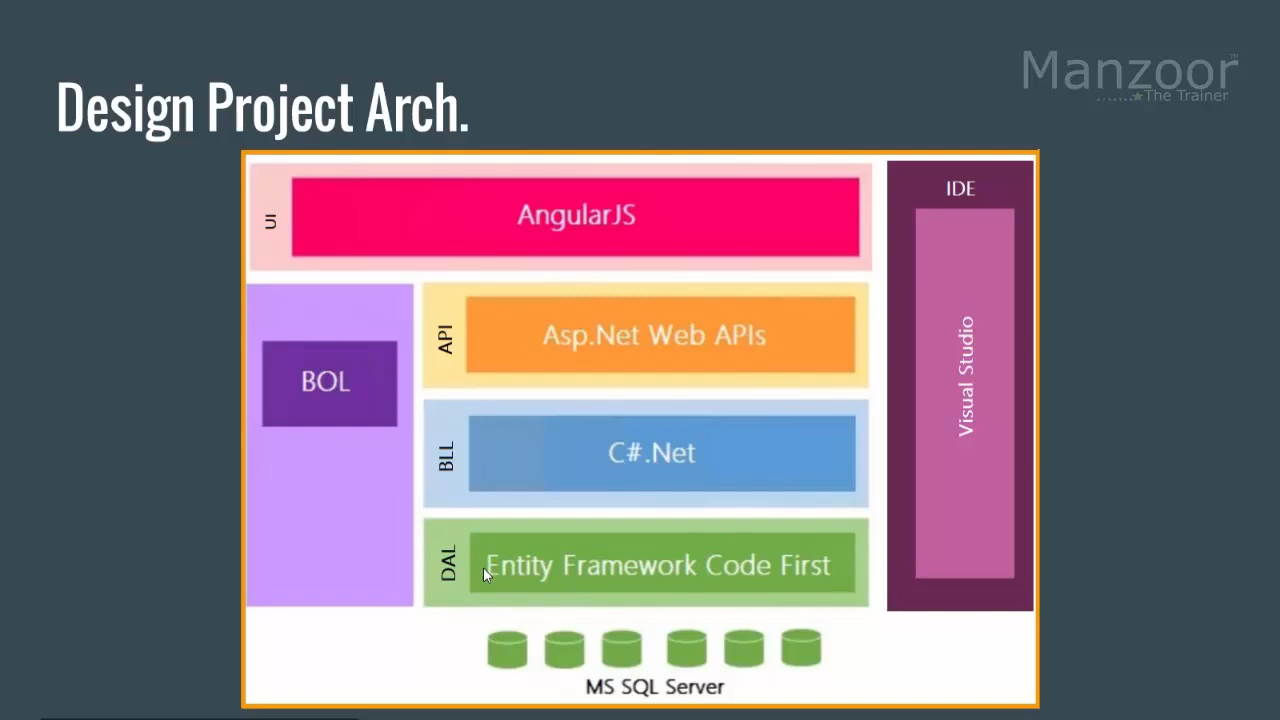 Manzoor
.......★The Trainer
Design Project Arch.
UI
AngularJS
IDE
Visual Studio
BOL
API
Asp.Net Web APIs
BLL
C#.Net
DAL
Entity Framework Code First
MS SQL Server